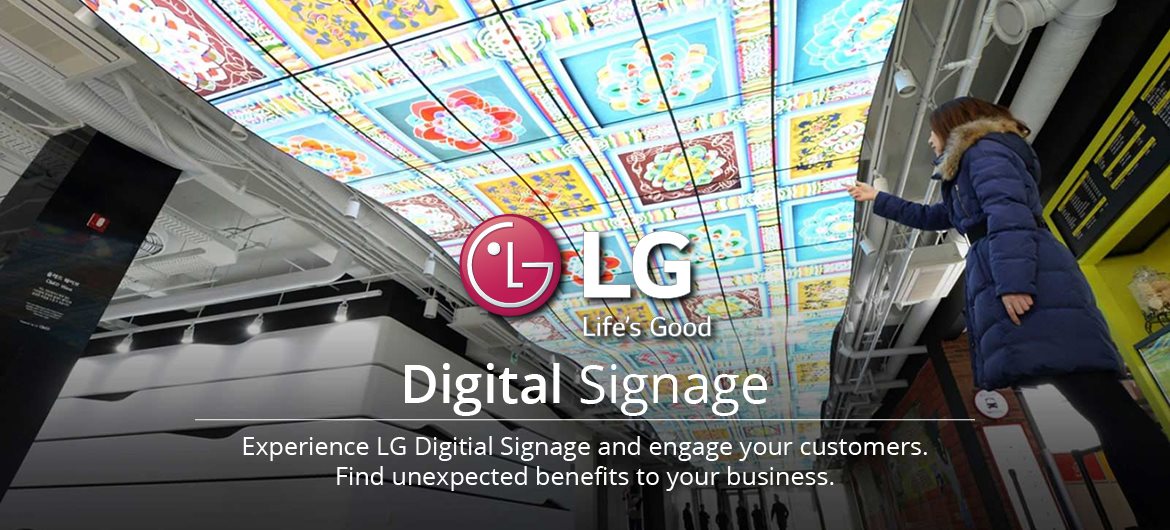 LG
Life's Good
Digital Signage
Experience LG Digitial Signage and engage your customers.
Find unexpected benefits to your business.